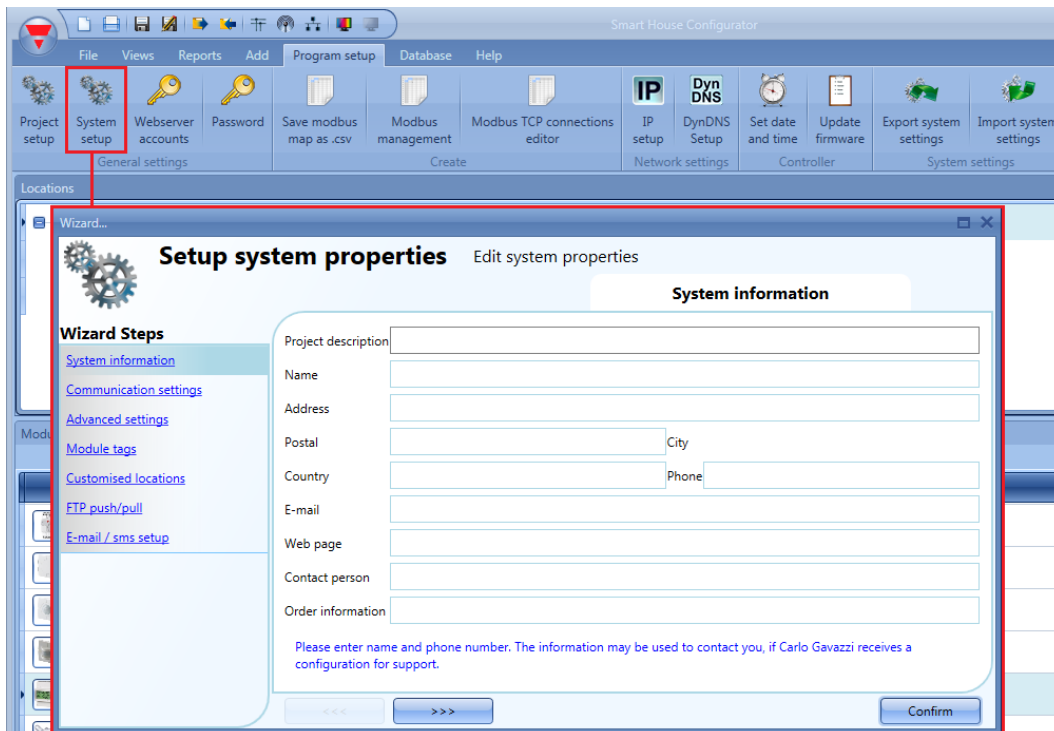 Smart House Configurator
File Views Reports Add Program setup Database Help
IP Dyn DNS
Project setup System setup Webserver accounts Password Save modbus map as .csv Modbus management Modbus TCP connections editor IP setup DynDNS Setup Set date and time Update firmware Export system settings Import system settings
General settings Create Network settings Controller System settings
Locations
Wizard...
Setup system properties Edit system properties
System information
Wizard Steps
System information
Communication settings
Advanced settings
Module tags
Customised locations
FTP push/pull
E-mail / sms setup
Project description
Name
Address
Postal City
Country Phone
E-mail
Web page
Contact person
Order information
Please enter name and phone number. The information may be used to contact you, if Carlo Gavazzi receives a
configuration for support.
<<< >>> Confirm
Modu